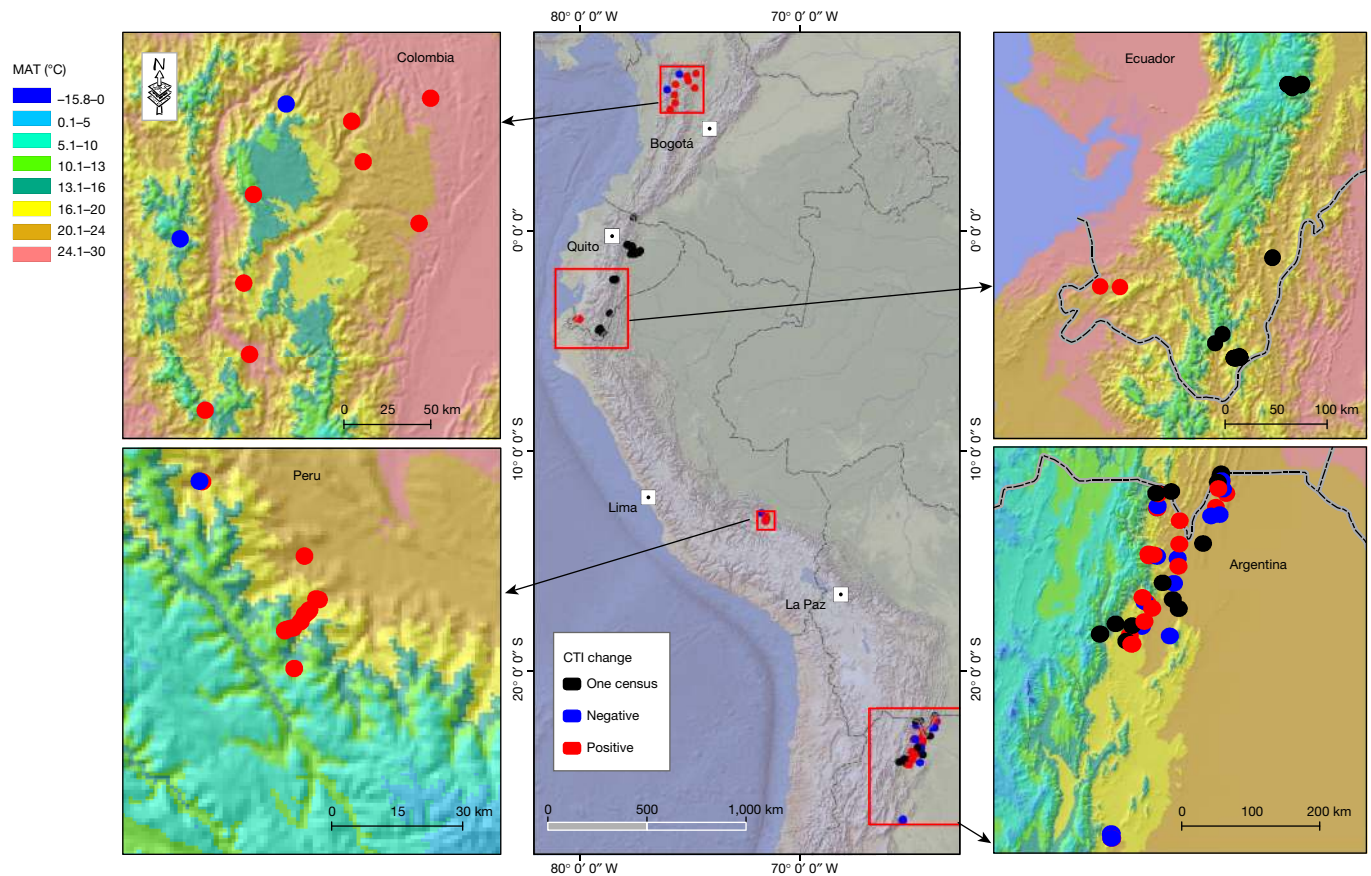 80° 0′ 0″ W
70° 0′ 0″ W
MAT (°C)
–15.8–0
0.1–5
5.1–10
10.1–13
13.1–16
16.1–20
20.1–24
24.1–30
N
Colombia
0 25 50 km
Bogotá
Quito
Lima
La Paz
0° 0′ 0″
10° 0′ 0″ S
20° 0′ 0″ S
Ecuador
0 50 100 km
Peru
0 15 30 km
CTI change
One census
Negative
Positive
0 500 1,000 km
Argentina
0 100 200 km
0° 0′ 0″
10° 0′ 0″ S
20° 0′ 0″ S
80° 0′ 0″ W
70° 0′ 0″ W